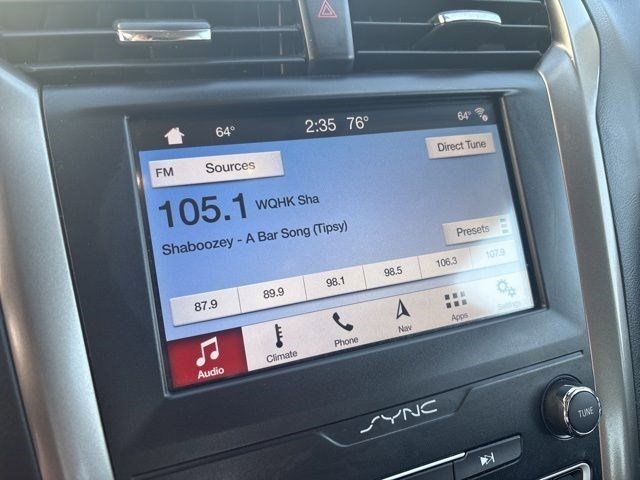 64° 2:35 76° 64°
FM Sources Direct Tune
105.1 WQHK Sha
Shaboozey - A Bar Song (Tipsy)
Presets
87.9 89.9 98.1 98.5 106.3 107.9
Audio Climate Phone Nav Apps Settings
SYNC
TUNE